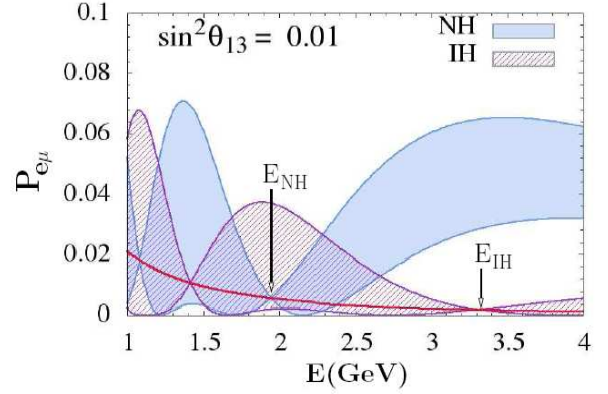 0.1
sin²θ₁₃ = 0.01
NH
IH
0.08
0.06
P_eμ
0.04
E_NH
0.02
E_IH
0
1 1.5 2 2.5 3 3.5 4
E(GeV)